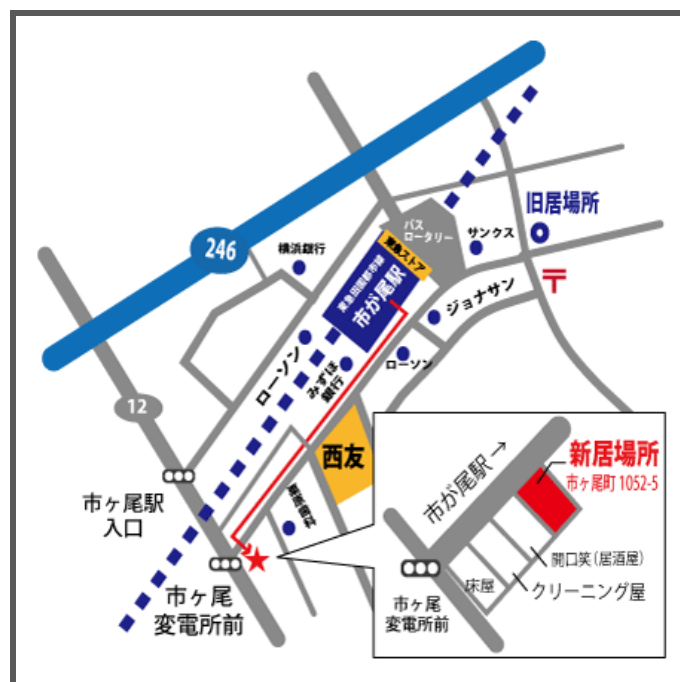 246
横浜銀行
バス
ロータリー
サンクス
旧居場所
東急ストア
東急田園都市線
市が尾駅
〒
ジョナサン
ローソン
ローソン
みずほ
銀行
12
西友
市ヶ尾駅
入口
市ヶ尾
変電所前
新居場所
市ヶ尾町 1052-5
市が尾駅→
開口笑（居酒屋）
クリーニング屋
床屋
市ヶ尾
変電所前